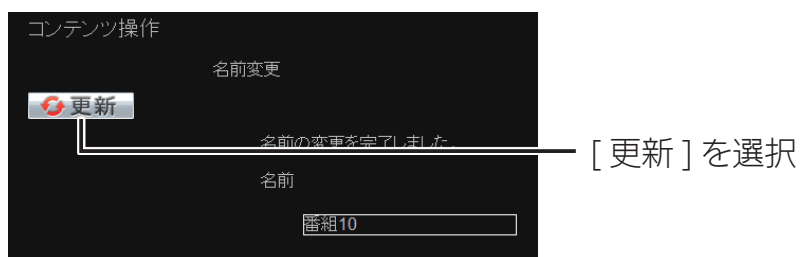 コンテンツ操作
名前変更
更新
名前の変更を完了しました。
[ 更新 ] を選択
名前
番組10